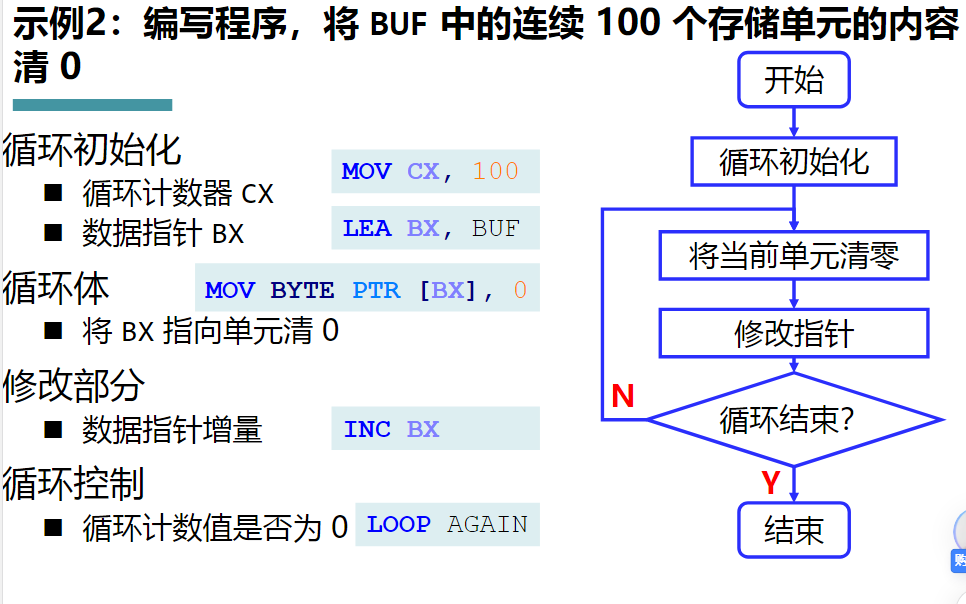 示例2：编写程序，将 BUF 中的连续 100 个存储单元的内容
清 0
循环初始化
■ 循环计数器 CX
MOV CX, 100
■ 数据指针 BX
LEA BX, BUF
循环体
MOV BYTE PTR [BX], 0
■ 将 BX 指向单元清 0
修改部分
■ 数据指针增量
INC BX
循环控制
■ 循环计数值是否为 0
LOOP AGAIN
开始
循环初始化
将当前单元清零
修改指针
N
循环结束？
Y
结束
购